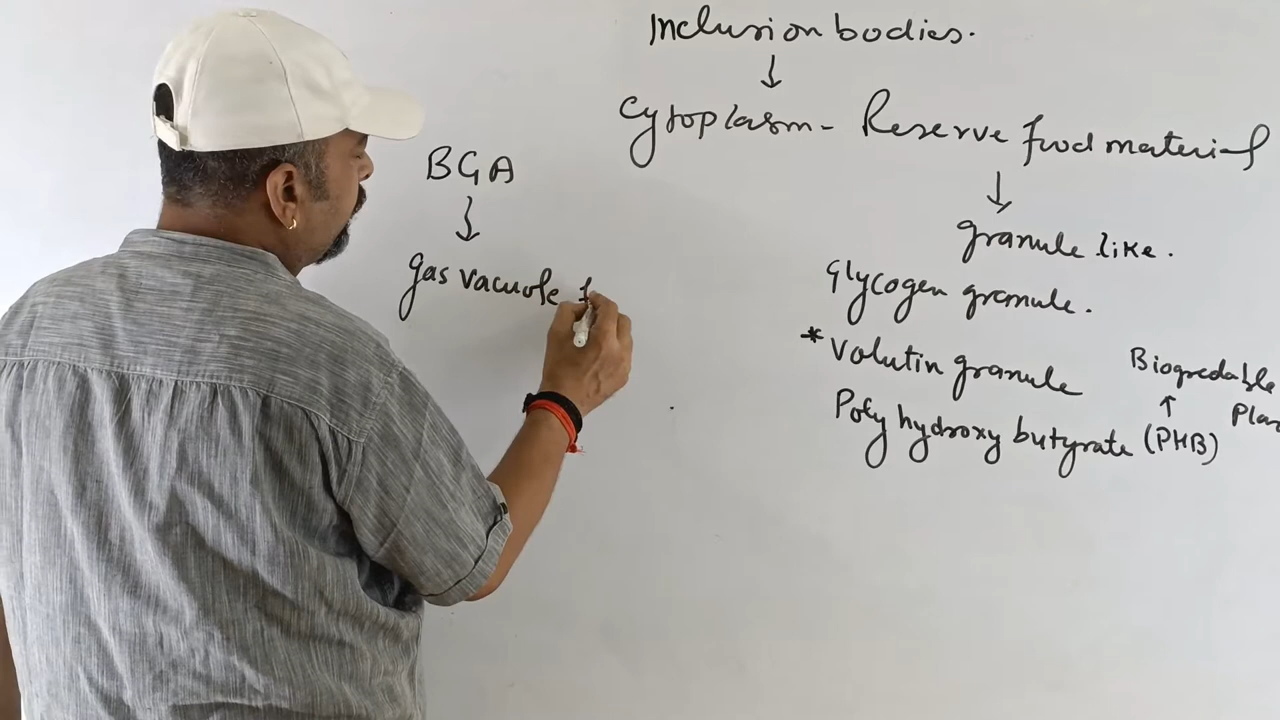 Inclusion bodies.
↓
Cytoplasm - Reserve food material
↓
granule like.
Glycogen granule.
* Volutin granule
Poly hydroxy butyrate (PHB)
↑
Biogredable
BGA
↓
gas vacuole